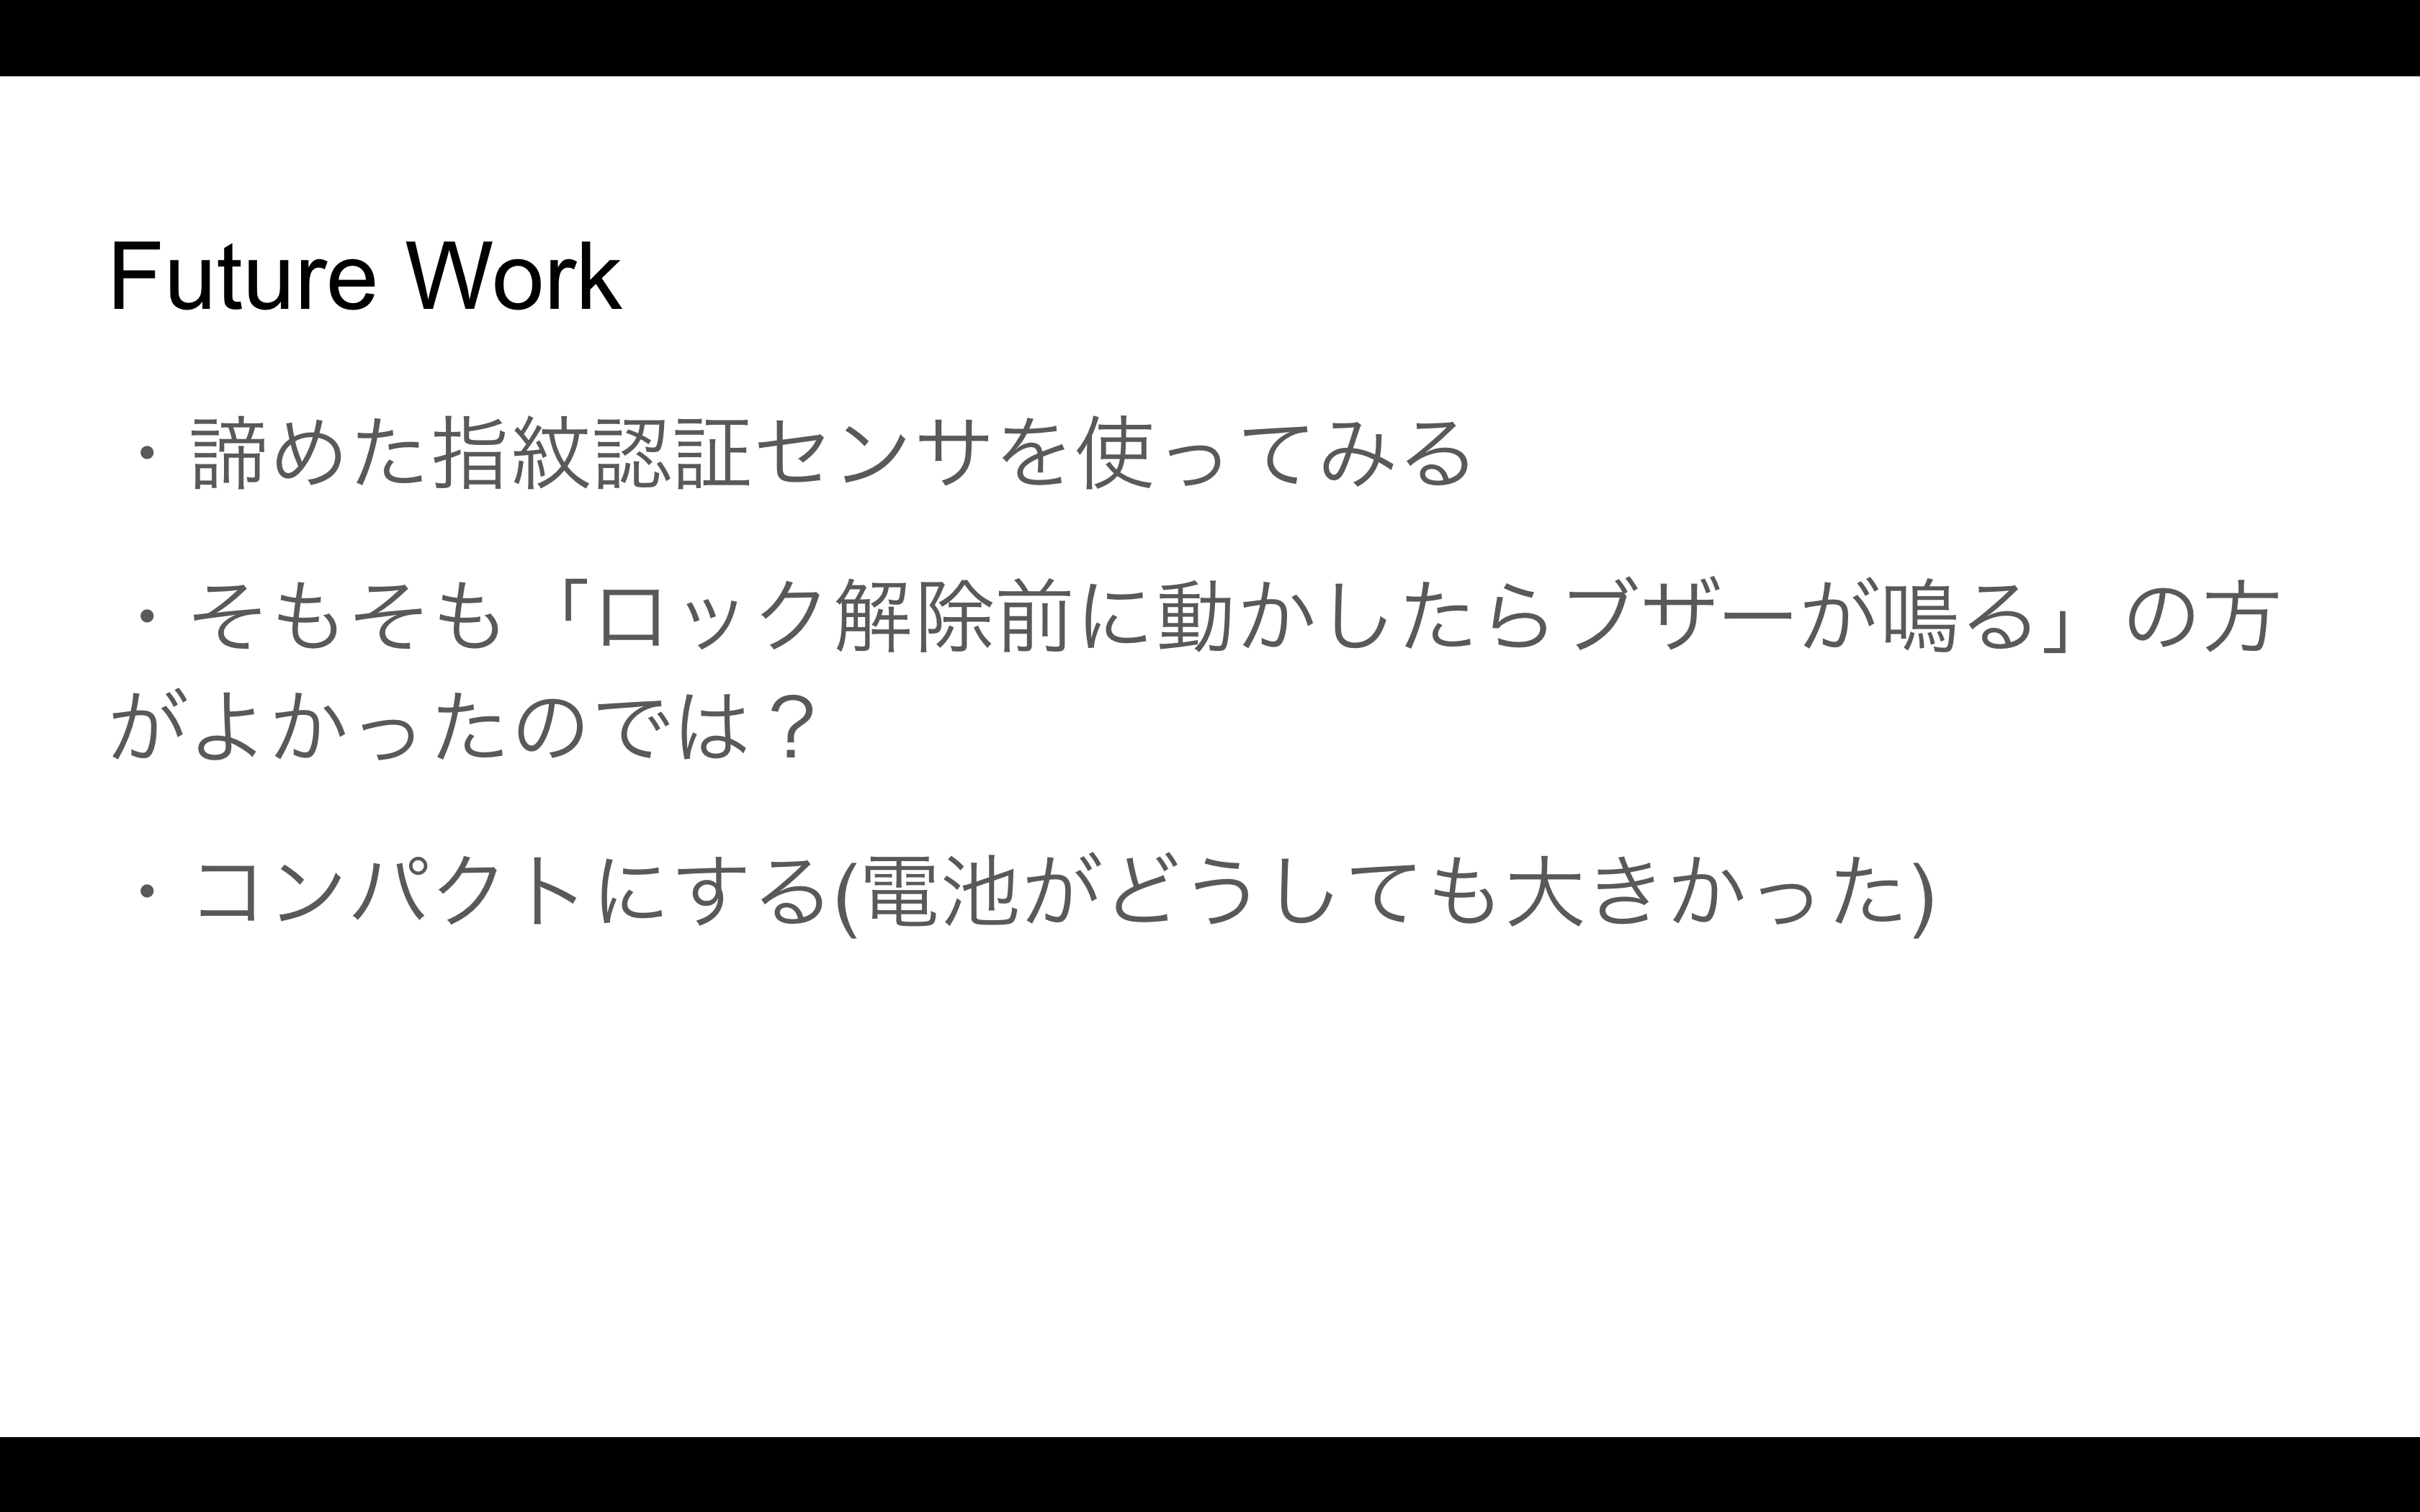 Future Work
・諦めた指紋認証センサを使ってみる
・そもそも「ロック解除前に動かしたらブザーが鳴る」の方
がよかったのでは？
・コンパクトにする(電池がどうしても大きかった)